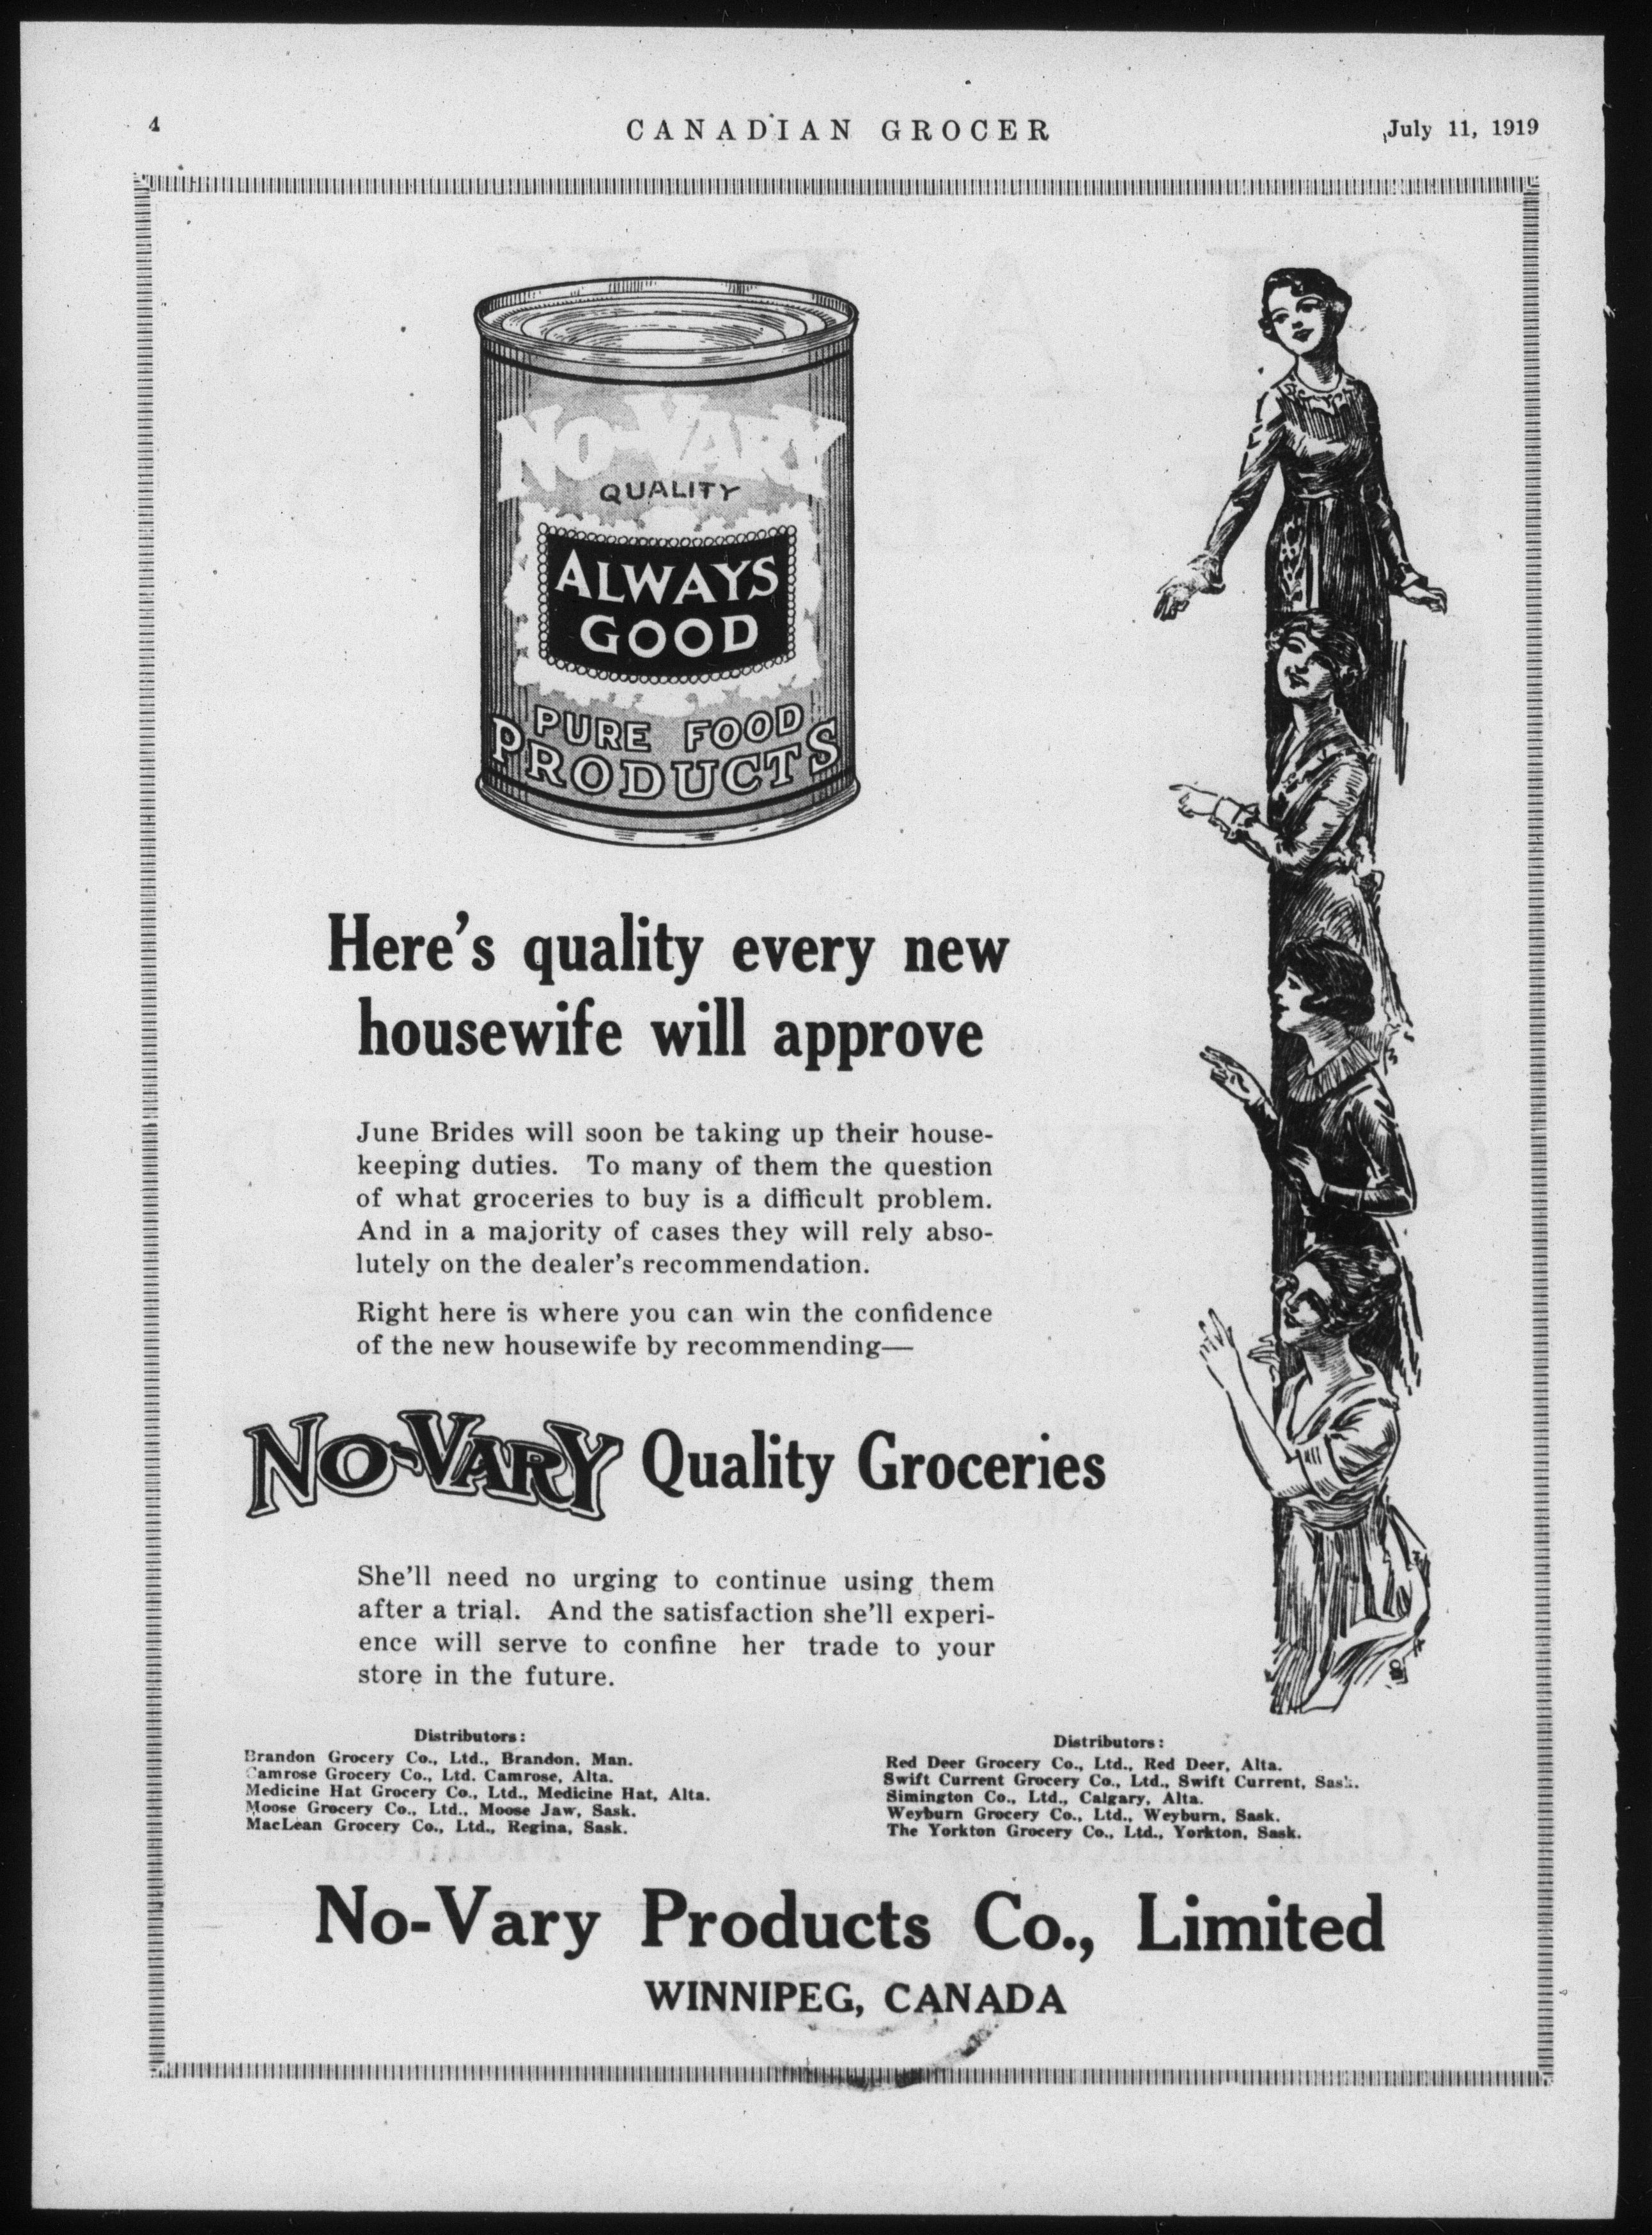 4
CANADIAN GROCER
July 11, 1919
NO-VARY
QUALITY
ALWAYS
GOOD
PURE FOOD
PRODUCTS
Here's quality every new
housewife will approve
June Brides will soon be taking up their house-
keeping duties. To many of them the question
of what groceries to buy is a difficult problem.
And in a majority of cases they will rely abso-
lutely on the dealer's recommendation.
Right here is where you can win the confidence
of the new housewife by recommending—
NO-VARY Quality Groceries
She'll need no urging to continue using them
after a trial. And the satisfaction she'll experi-
ence will serve to confine her trade to your
store in the future.
Distributors:
Brandon Grocery Co., Ltd., Brandon, Man.
Camrose Grocery Co., Ltd. Camrose, Alta.
Medicine Hat Grocery Co., Ltd., Medicine Hat, Alta.
Moose Grocery Co., Ltd., Moose Jaw, Sask.
MacLean Grocery Co., Ltd., Regina, Sask.
Distributors:
Red Deer Grocery Co., Ltd., Red Deer, Alta.
Swift Current Grocery Co., Ltd., Swift Current, Sask.
Simington Co., Ltd., Calgary, Alta.
Weyburn Grocery Co., Ltd., Weyburn, Sask.
The Yorkton Grocery Co., Ltd., Yorkton, Sask.
No-Vary Products Co., Limited
WINNIPEG, CANADA